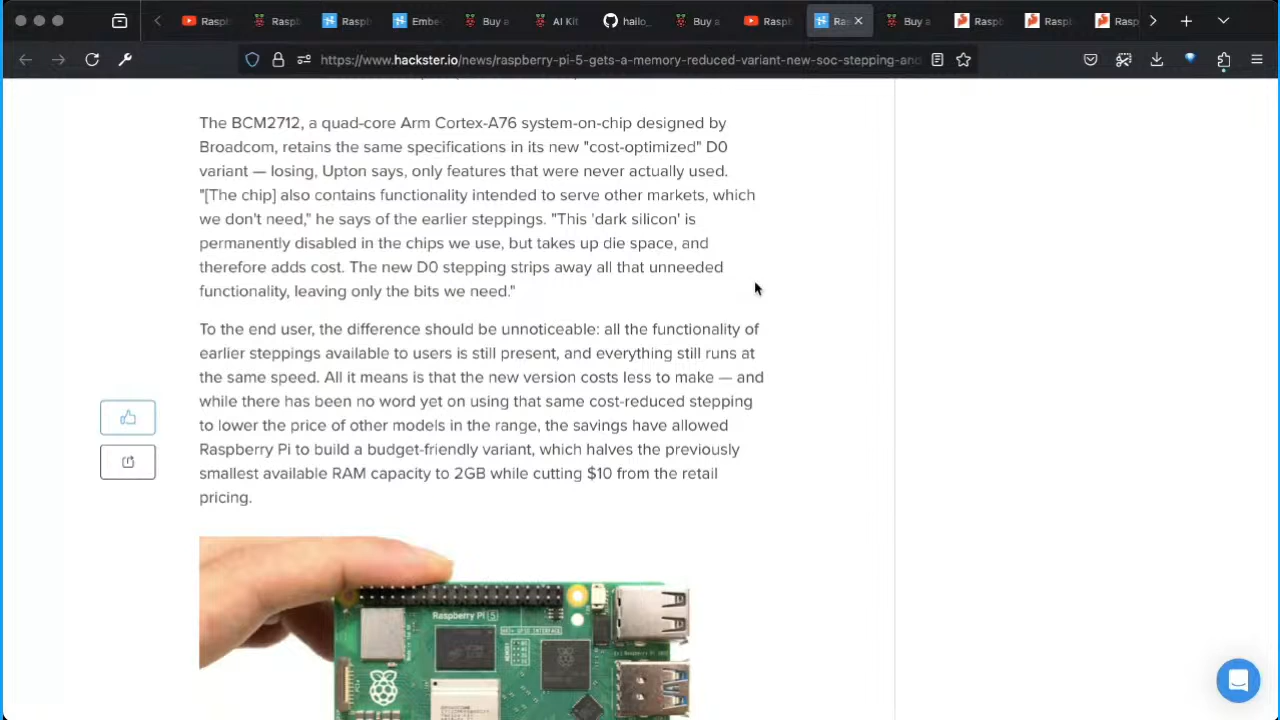 Rasp
Rasp
Raspb
Embe
Buy a
AI Kit
hailo_
Buy a
Raspb
Ras
Buy a
Raspb
Raspb
Rasp
https://www.hackster.io/news/raspberry-pi-5-gets-a-memory-reduced-variant-new-soc-stepping-and-
The BCM2712, a quad-core Arm Cortex-A76 system-on-chip designed by
Broadcom, retains the same specifications in its new "cost-optimized" D0
variant — losing, Upton says, only features that were never actually used.
"[The chip] also contains functionality intended to serve other markets, which
we don't need," he says of the earlier steppings. "This 'dark silicon' is
permanently disabled in the chips we use, but takes up die space, and
therefore adds cost. The new D0 stepping strips away all that unneeded
functionality, leaving only the bits we need."
To the end user, the difference should be unnoticeable: all the functionality of
earlier steppings available to users is still present, and everything still runs at
the same speed. All it means is that the new version costs less to make — and
while there has been no word yet on using that same cost-reduced stepping
to lower the price of other models in the range, the savings have allowed
Raspberry Pi to build a budget-friendly variant, which halves the previously
smallest available RAM capacity to 2GB while cutting $10 from the retail
pricing.
Raspberry Pi 5